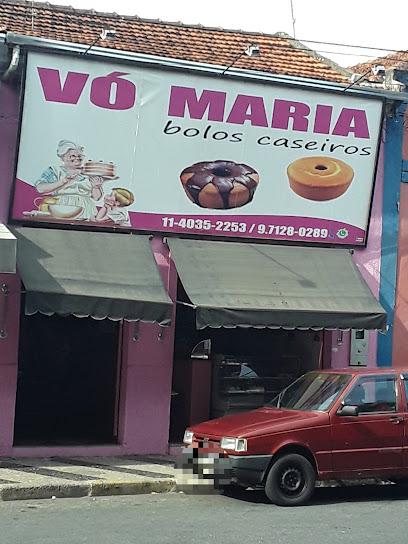 VÓ MARIA
bolos caseiros
11-4035-2253 / 9.7128-0289